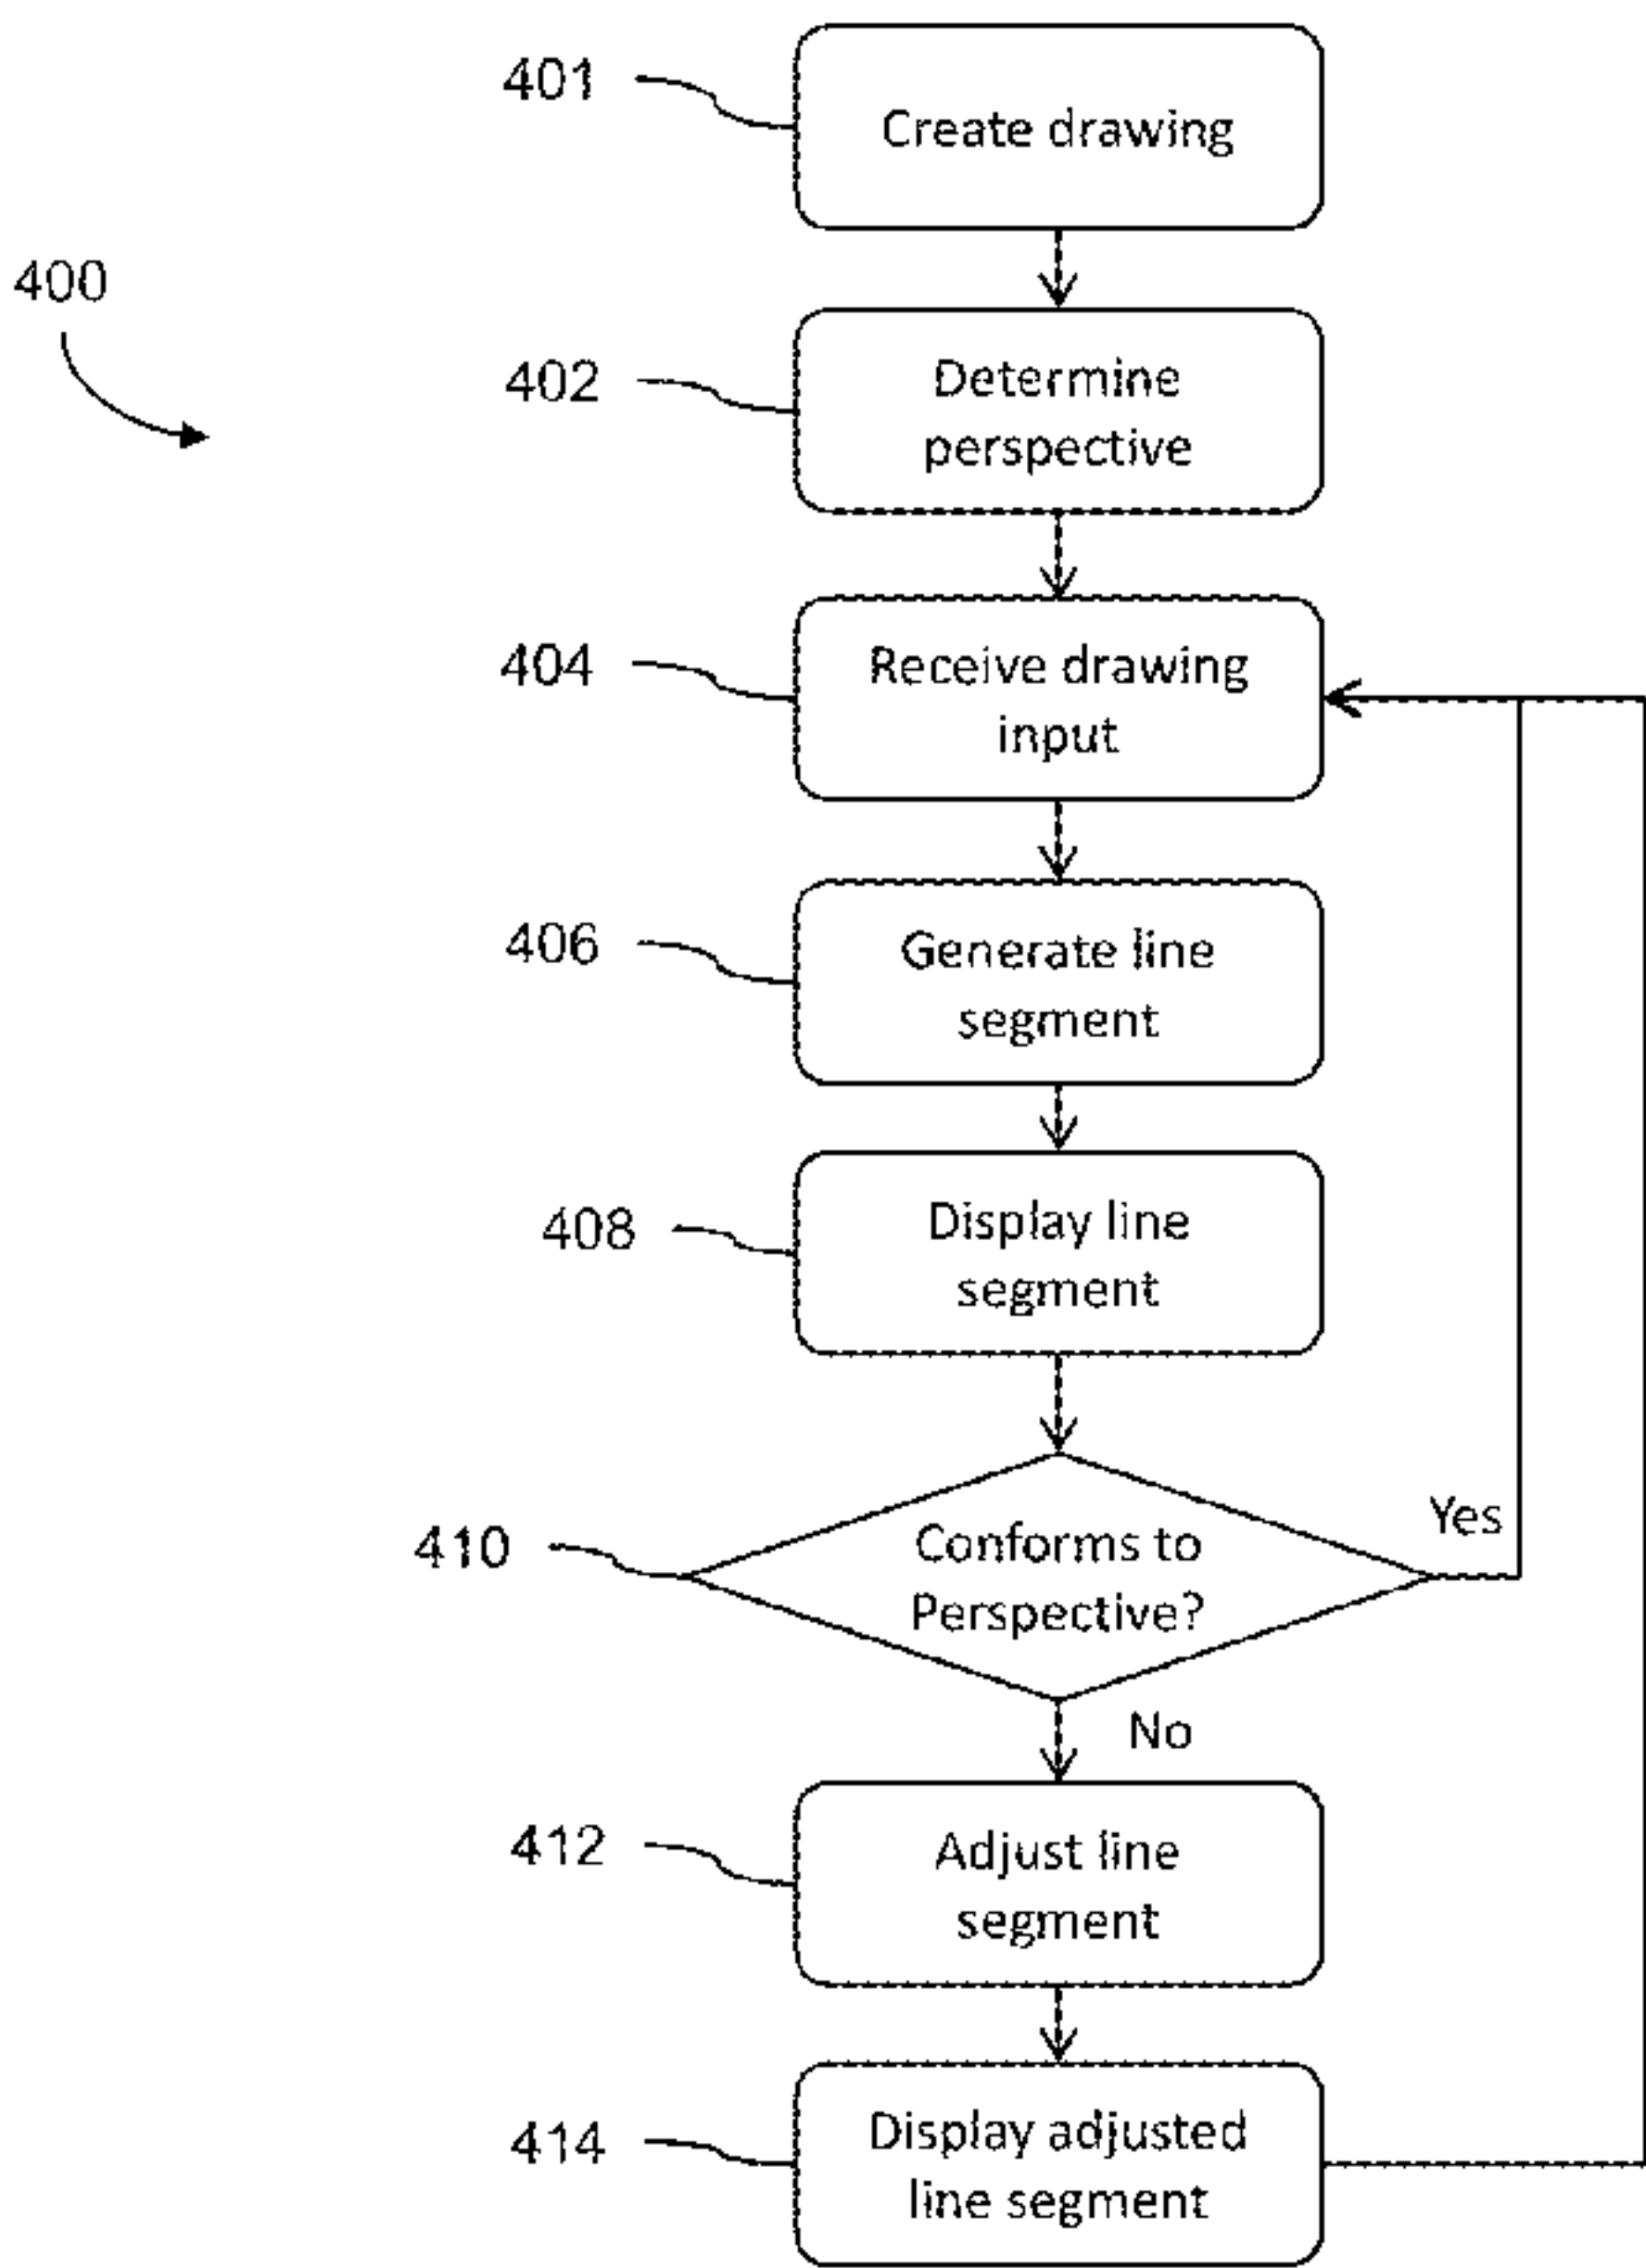 401
Create drawing
400
402
Determine
perspective
404
Receive drawing
input
406
Generate line
segment
408
Display line
segment
410
Conforms to
Perspective?
Yes
No
412
Adjust line
segment
414
Display adjusted
line segment